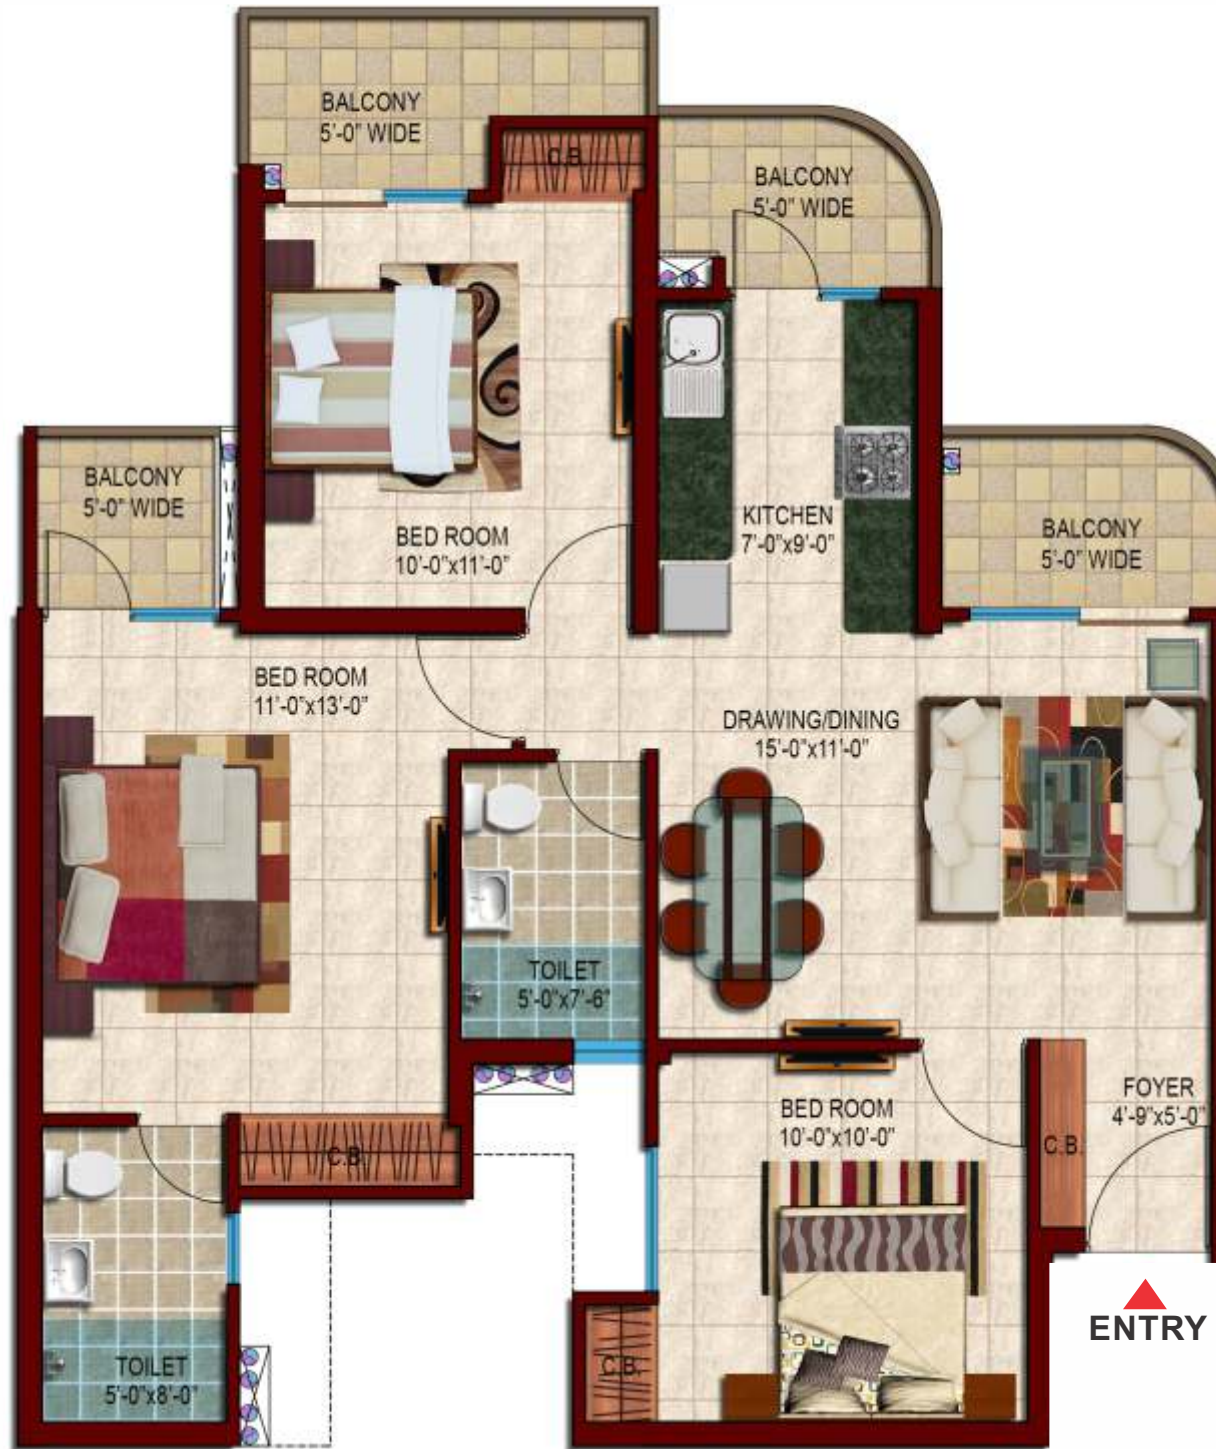 BALCONY
5'-0" WIDE
C.B.
BALCONY
5'-0" WIDE
BALCONY
5'-0" WIDE
BED ROOM
10'-0"x11'-0"
KITCHEN
7'-0"x9'-0"
BALCONY
5'-0" WIDE
BED ROOM
11'-0"x13'-0"
DRAWING/DINING
15'-0"x11'-0"
TOILET
5'-0"x7'-6"
BED ROOM
10'-0"x10'-0"
FOYER
4'-9"x5'-0"
C.B.
C.B.
ENTRY
TOILET
5'-0"x8'-0"
C.B.